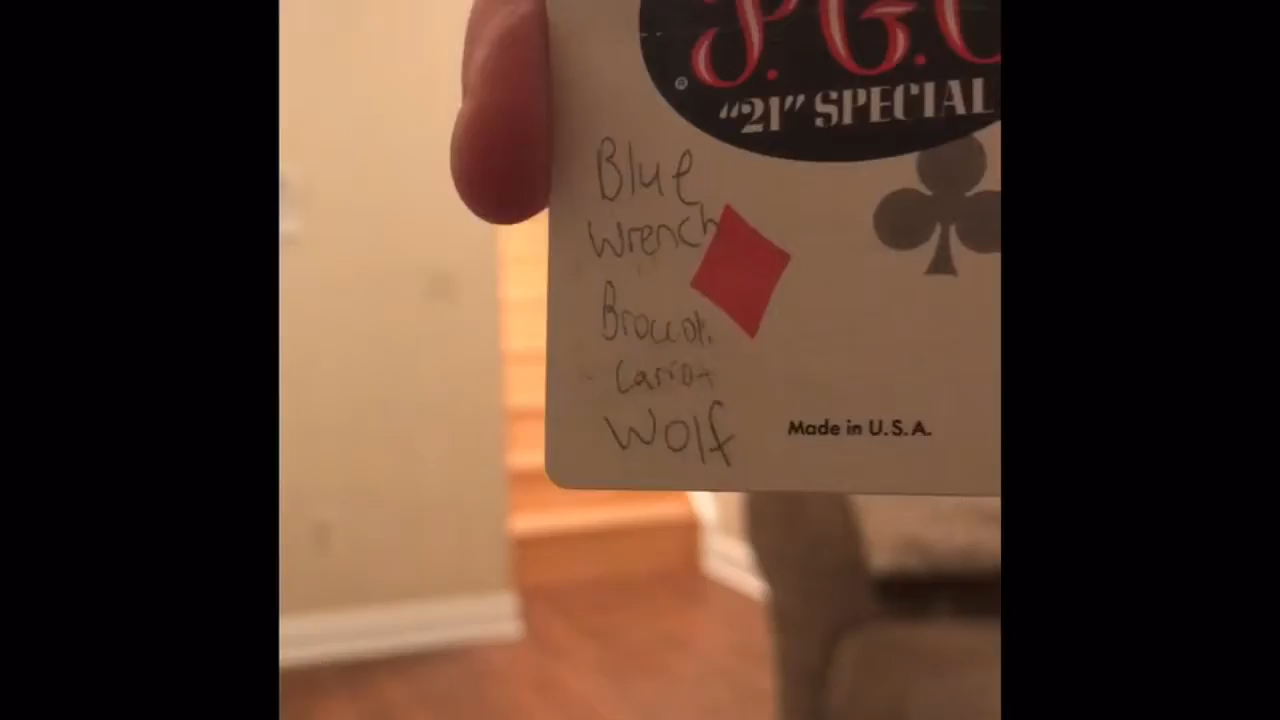 P.G.C
"21" SPECIAL
Blue
Wrench
Broccoli
Carrot
Wolf
Made in U.S.A.